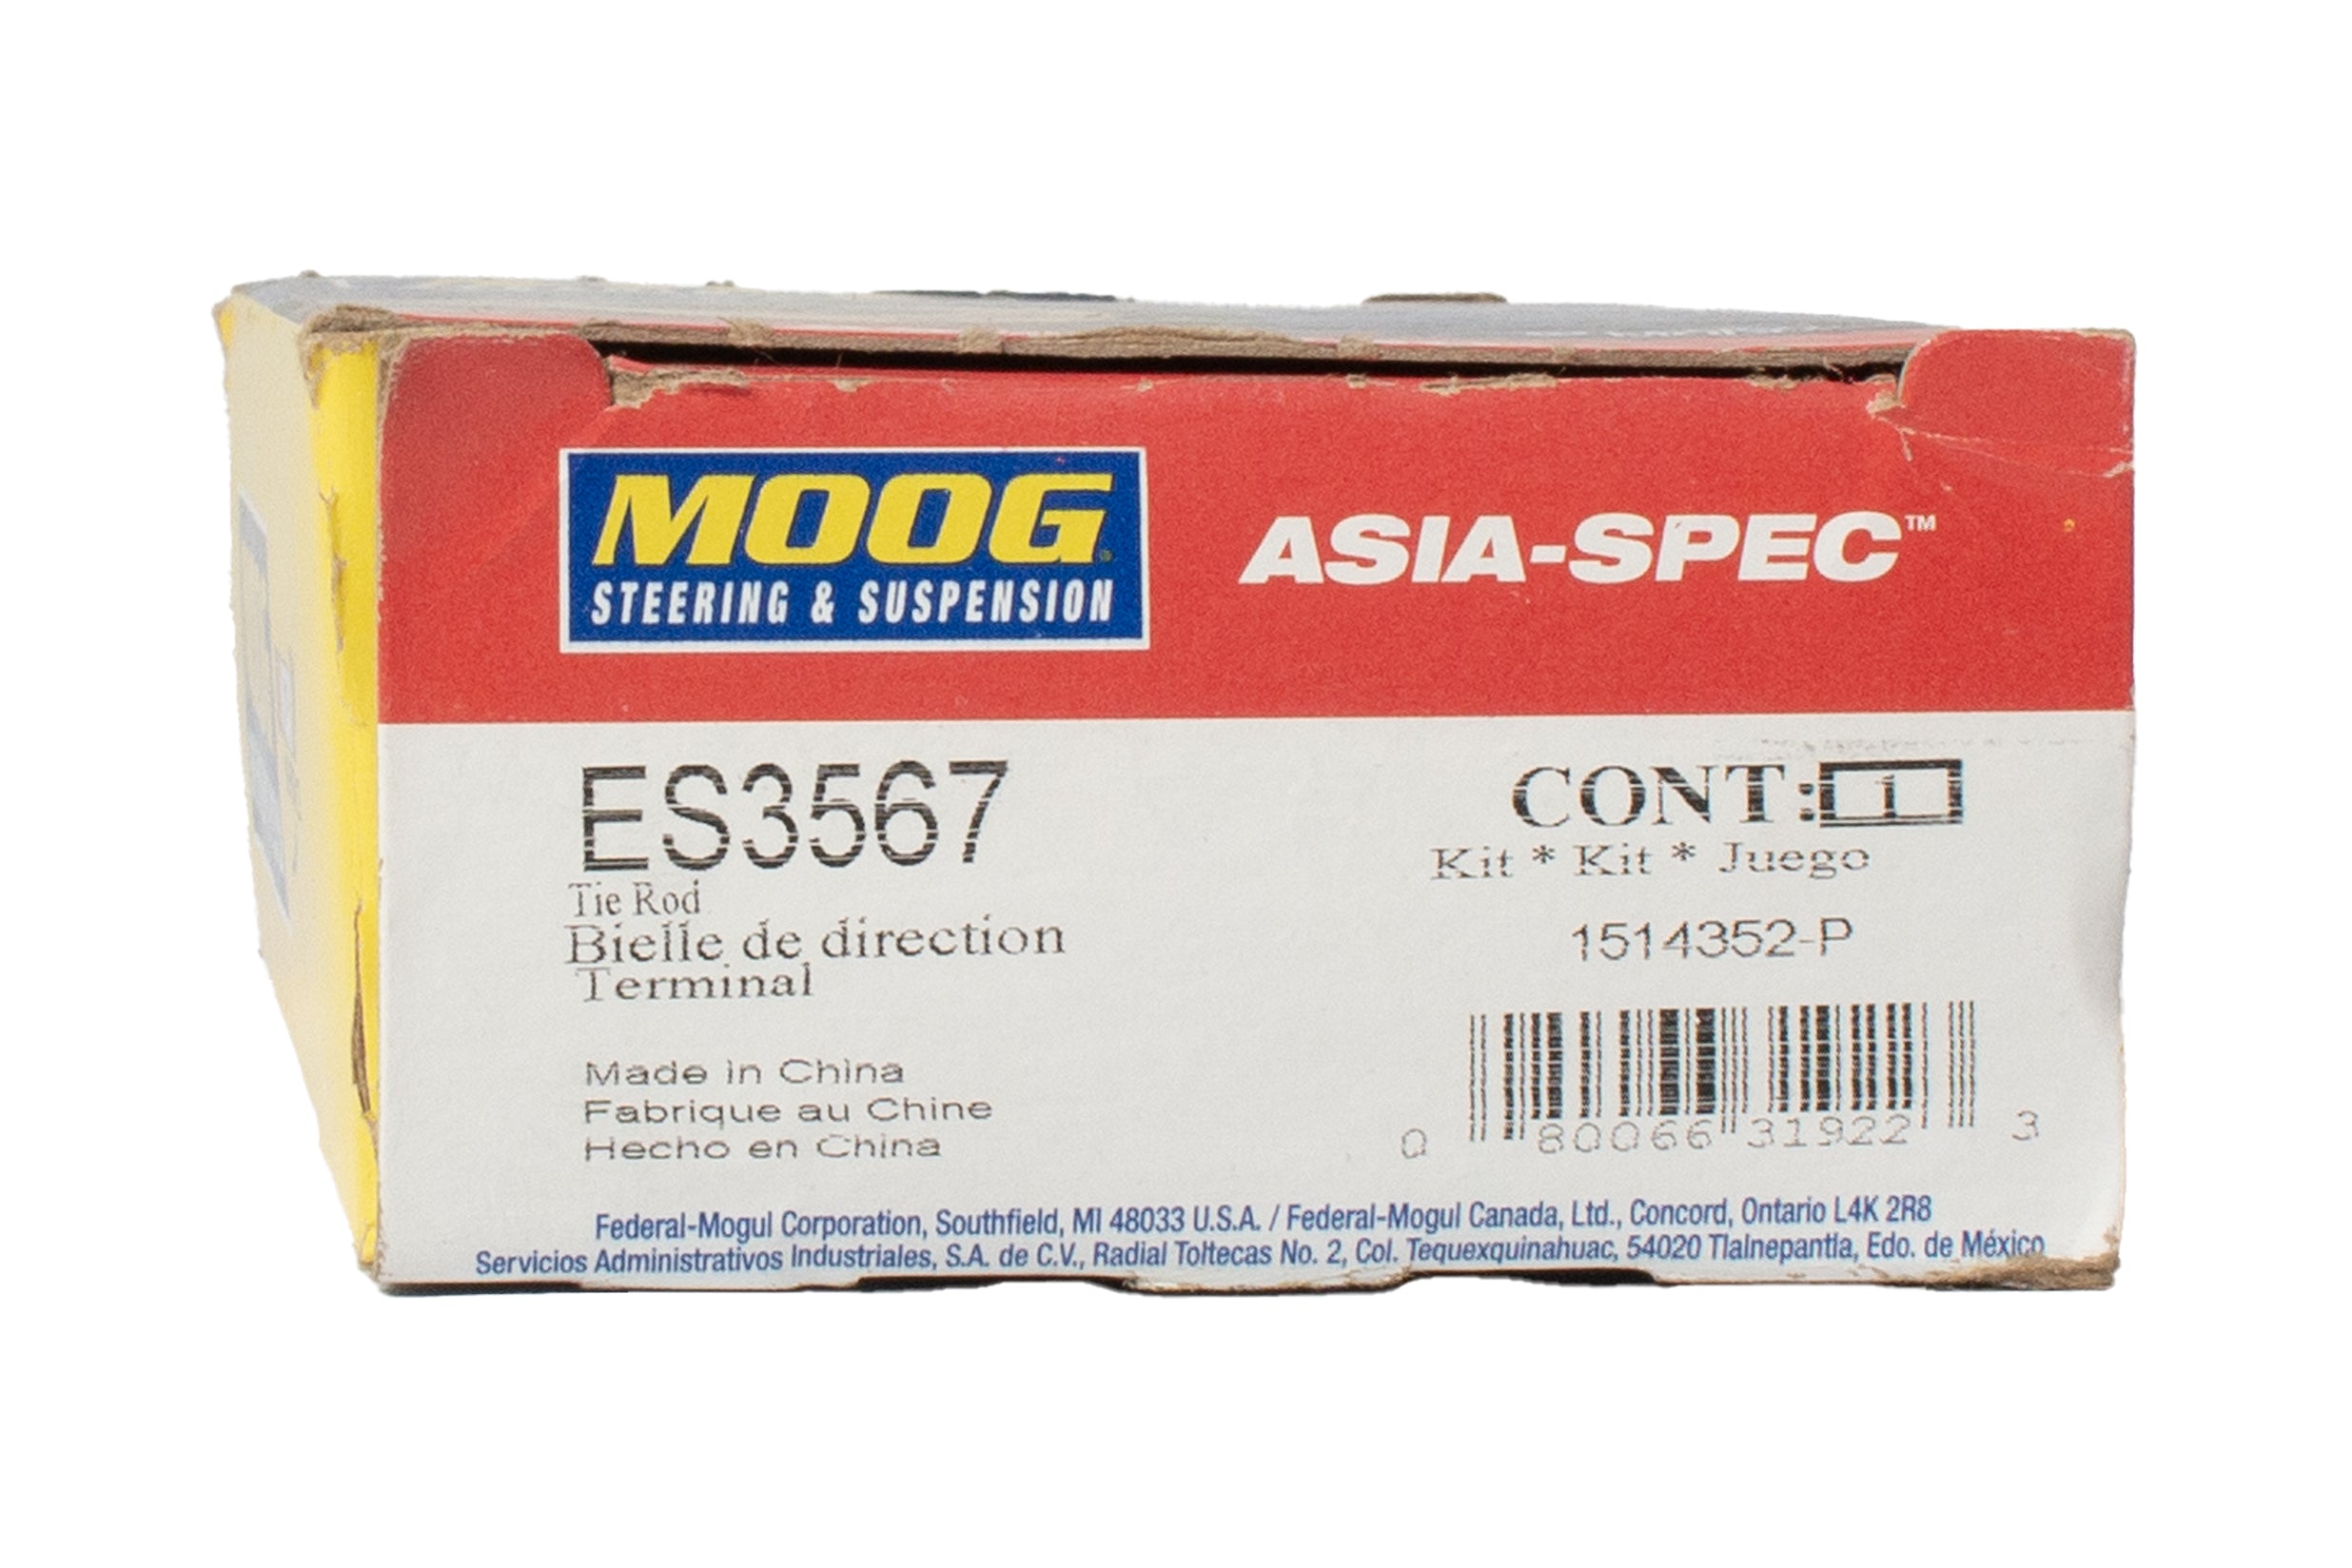 MOOG
STEERING & SUSPENSION
ASIA-SPEC™
ES3567
Tie Rod
Bielle de direction
Terminal
Made in China
Fabrique au Chine
Hecho en China
CONT: 1
Kit * Kit * Juego
1514352-P
0 80066 31922 3
Federal-Mogul Corporation, Southfield, MI 48033 U.S.A. / Federal-Mogul Canada, Ltd., Concord, Ontario L4K 2R8
Servicios Administrativos Industriales, S.A. de C.V., Radial Toltecas No. 2, Col. Tequexquinahuac, 54020 Tlalnepantla, Edo. de México